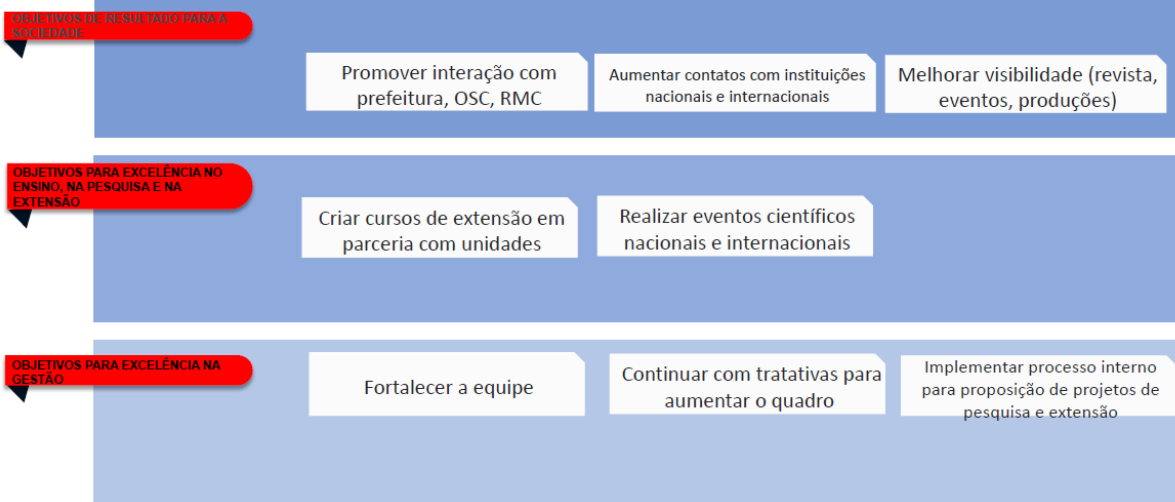 OBJETIVOS DE RESULTADO PARA A
SOCIEDADE
Promover interação com
prefeitura, OSC, RMC
Aumentar contatos com instituições
nacionais e internacionais
Melhorar visibilidade (revista,
eventos, produções)
OBJETIVOS PARA EXCELÊNCIA NO
ENSINO, NA PESQUISA E NA
EXTENSÃO
Criar cursos de extensão em
parceria com unidades
Realizar eventos científicos
nacionais e internacionais
OBJETIVOS PARA EXCELÊNCIA NA
GESTÃO
Fortalecer a equipe
Continuar com tratativas para
aumentar o quadro
Implementar processo interno
para proposição de projetos de
pesquisa e extensão